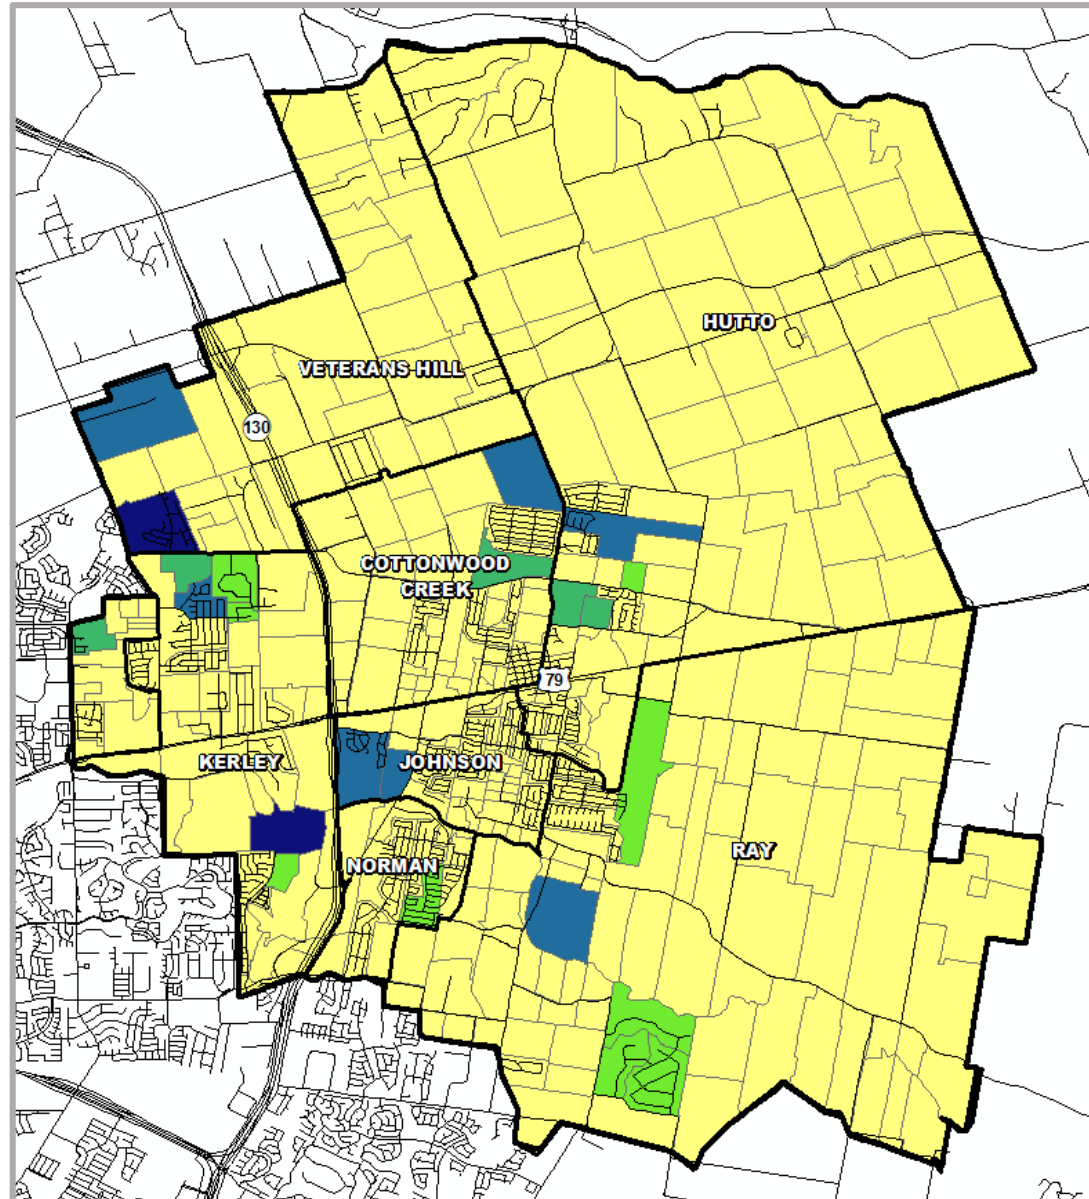 HUTTO
VETERANS HILL
130
COTTONWOOD
CREEK
79
KERLEY
JOHNSON
RAY
NORMAN